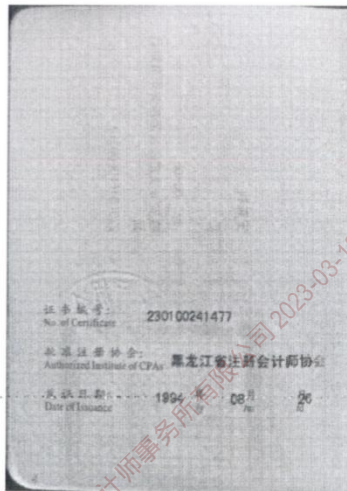 证书编号: 230100241477
No. of Certificate
批准注册协会: 黑龙江省注册会计师协会
Authorized Institute of CPAs
发证日期: 1994 年 08 月 26 日
Date of Issuance /y /m /d
计师事务所有限公司 2023-03-1